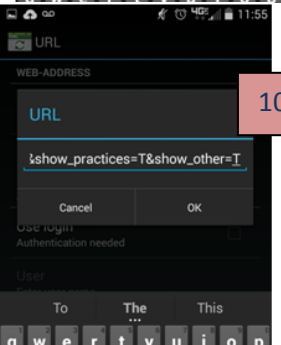 4G 11:55
URL
WEB-ADDRESS
10
URL
show_practices=T&show_other=T
Cancel OK
Use login
Authentication needed
User
To The This
q w e r t y u i o p